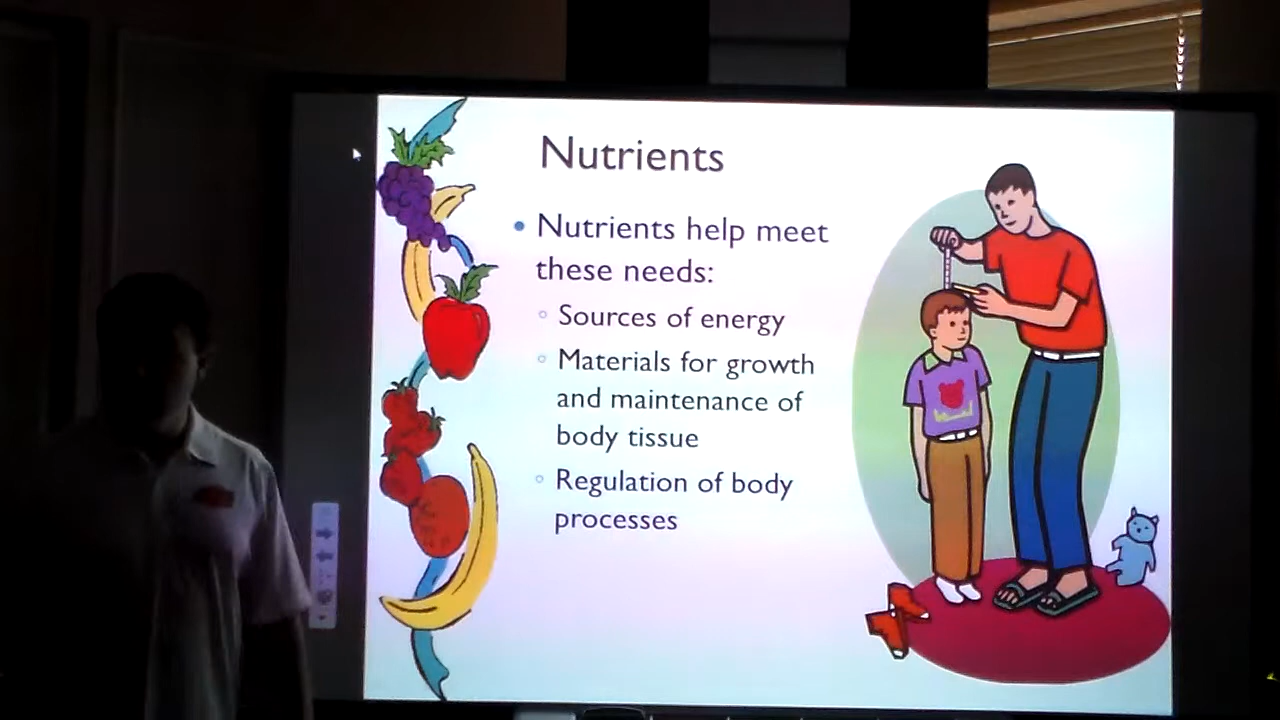 Nutrients
• Nutrients help meet
these needs:
◦ Sources of energy
◦ Materials for growth
and maintenance of
body tissue
◦ Regulation of body
processes